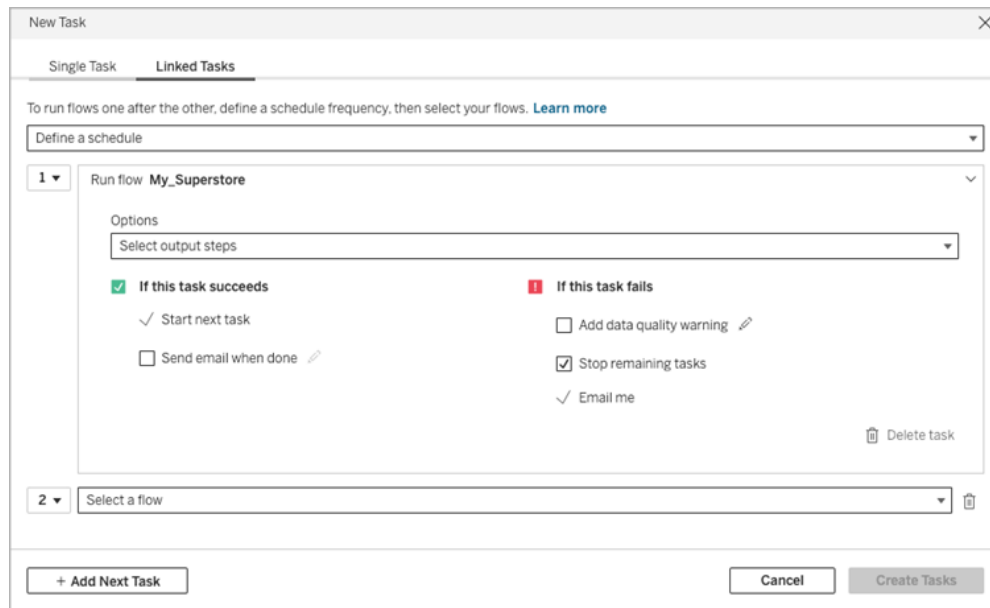 New Task
Single Task Linked Tasks
To run flows one after the other, define a schedule frequency, then select your flows. Learn more
Define a schedule
1 Run flow My_Superstore
Options
Select output steps
If this task succeeds If this task fails
Start next task Add data quality warning
Send email when done Stop remaining tasks
Email me
Delete task
2 Select a flow
+ Add Next Task Cancel Create Tasks